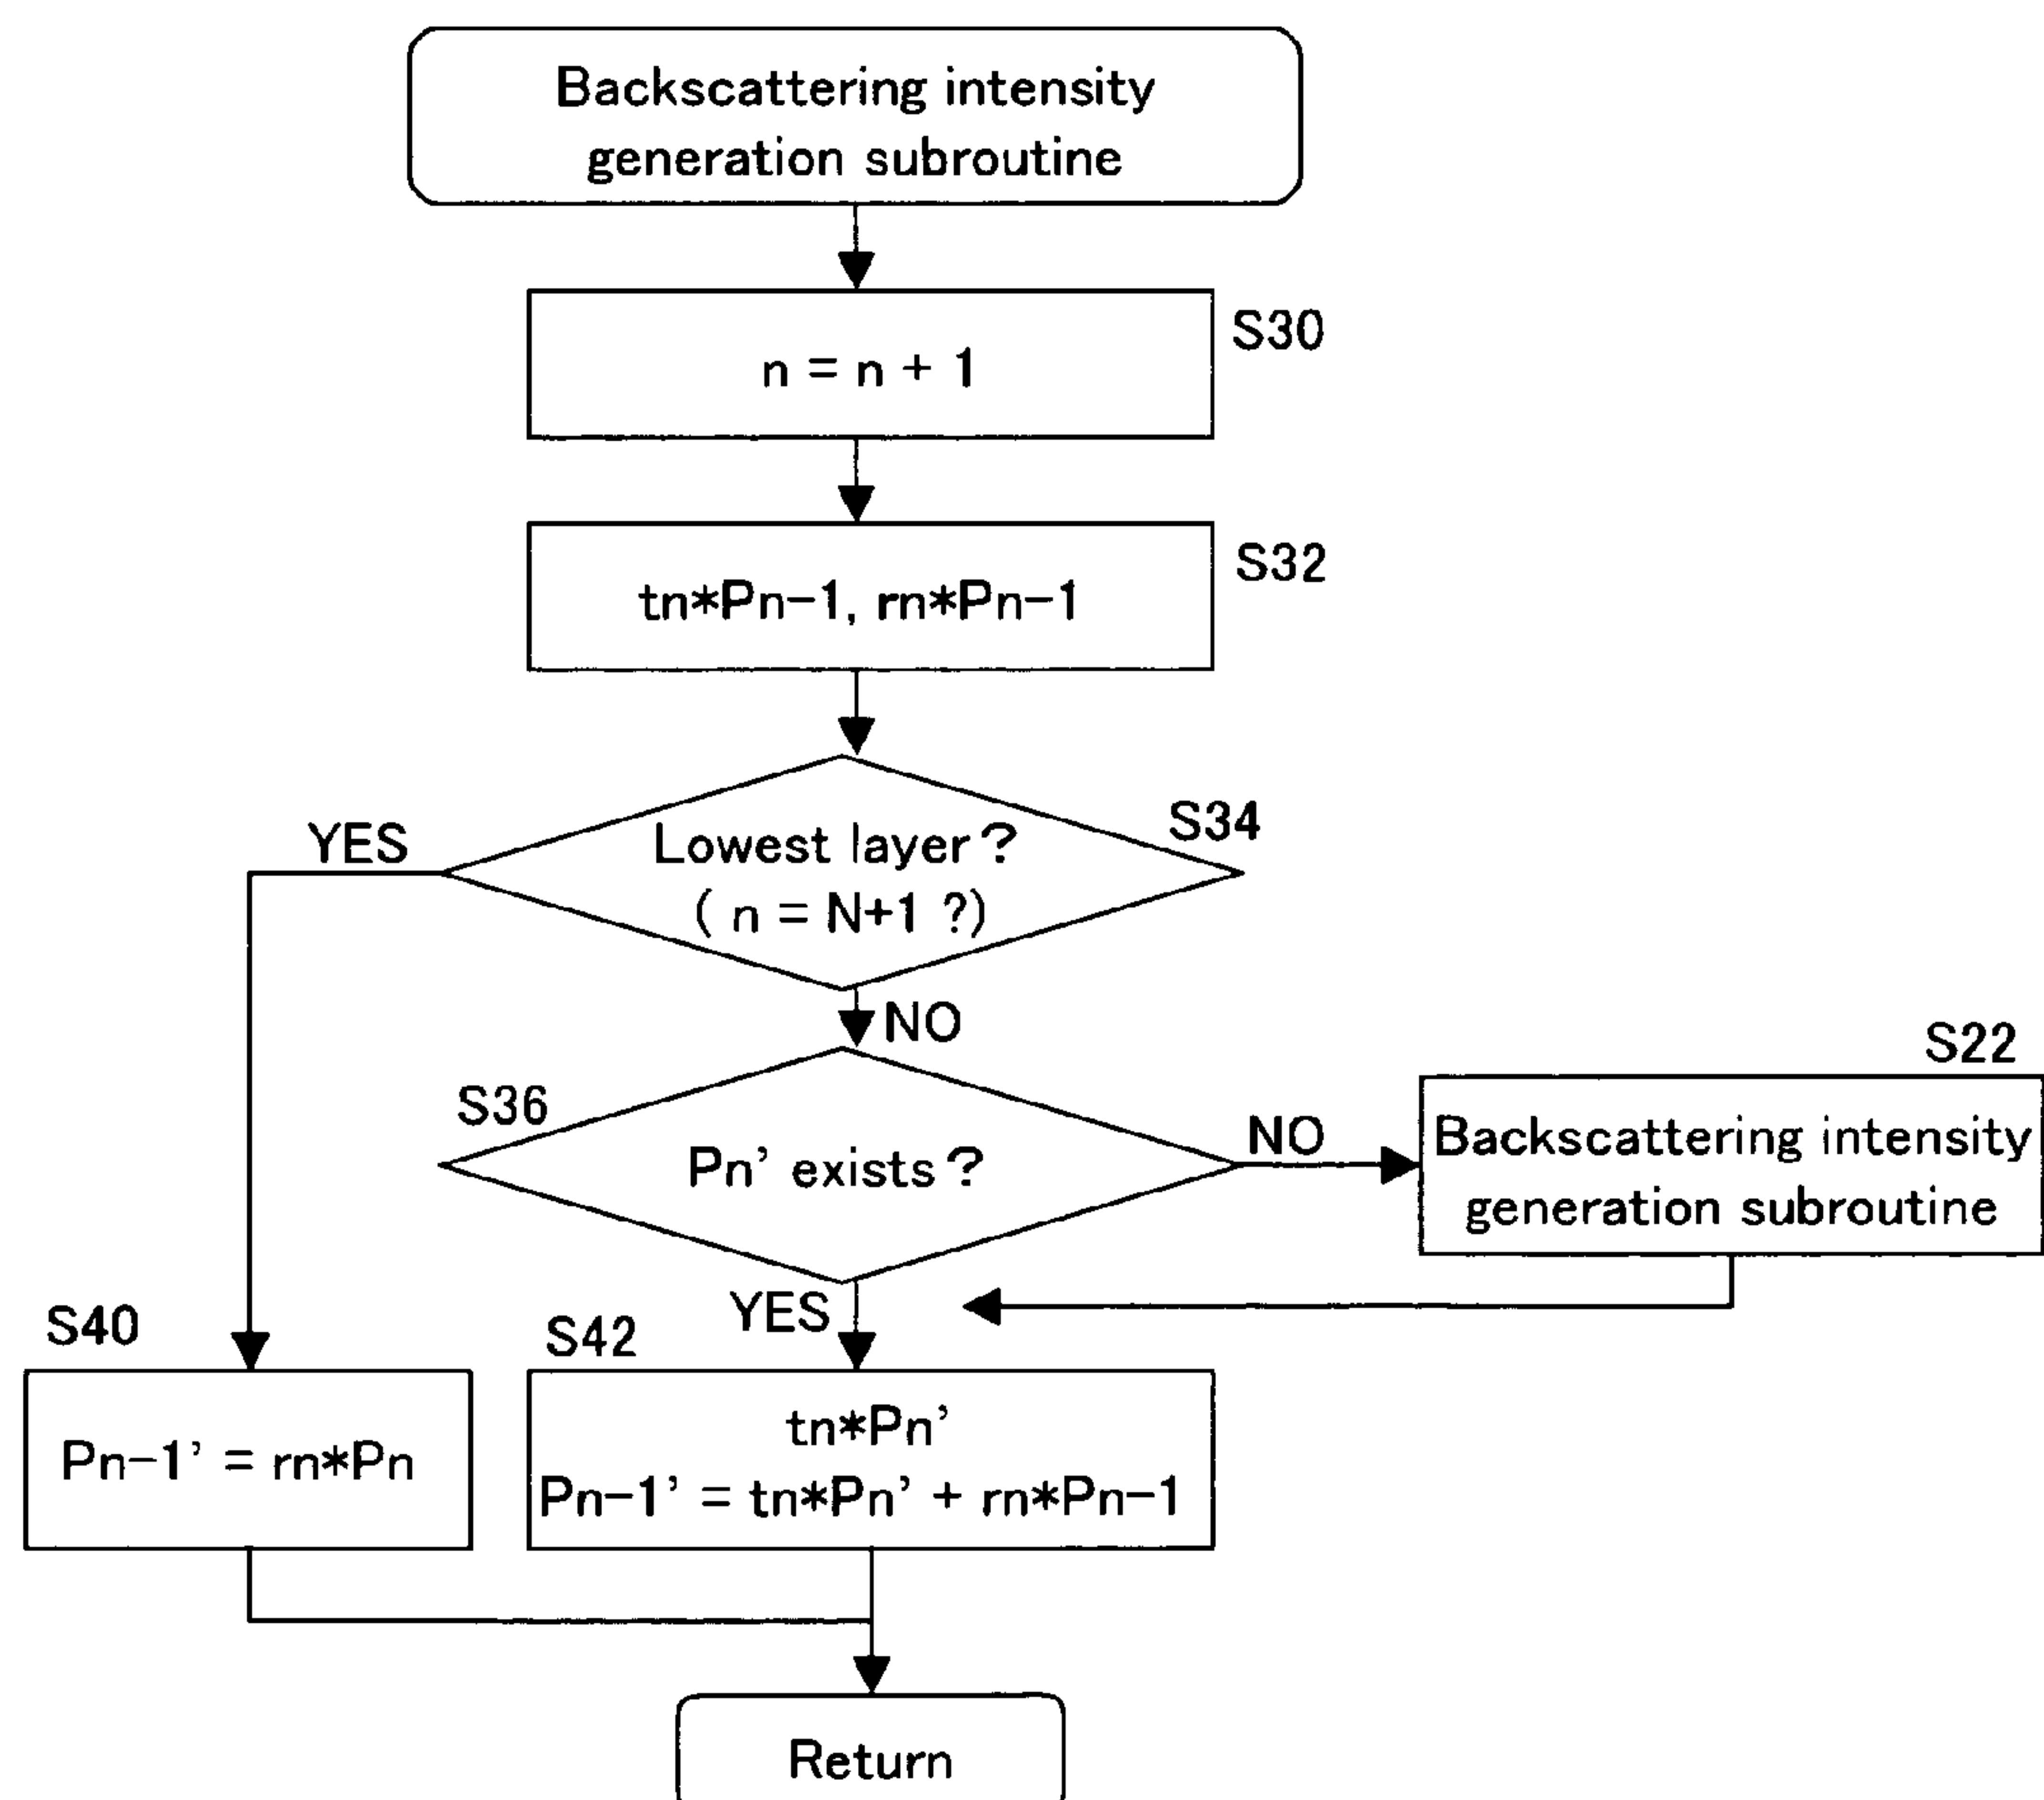 Backscattering intensity
generation subroutine
n = n + 1
S30
tn*Pn-1, rn*Pn-1
S32
Lowest layer?
( n = N+1 ?)
S34
YES
NO
S36
Pn' exists?
NO
S22
Backscattering intensity
generation subroutine
YES
S40
Pn-1' = rn*Pn
S42
tn*Pn'
Pn-1' = tn*Pn' + rn*Pn-1
Return